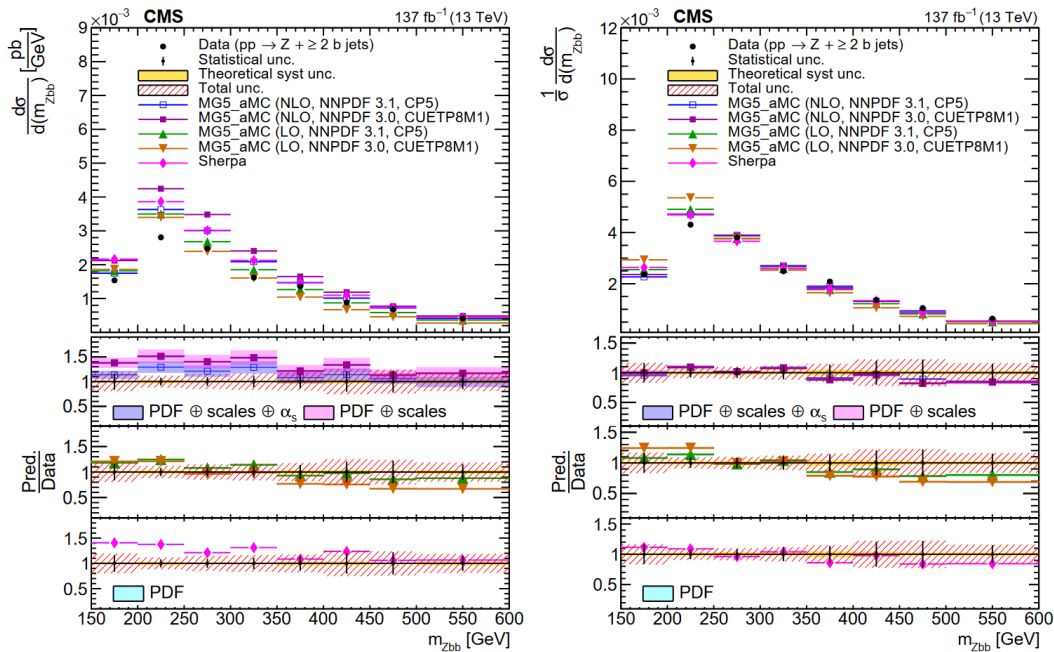 CMS 137 fb⁻¹ (13 TeV)
×10⁻³
dσ/d(m_Zbb) [pb/GeV]
9
8
7
6
5
4
3
2
1
Data (pp → Z + ≥ 2 b jets)
Statistical unc.
Theoretical syst unc.
Total unc.
MG5_aMC (NLO, NNPDF 3.1, CP5)
MG5_aMC (NLO, NNPDF 3.0, CUETP8M1)
MG5_aMC (LO, NNPDF 3.1, CP5)
MG5_aMC (LO, NNPDF 3.0, CUETP8M1)
Sherpa
Pred./Data
1.5
1
0.5
PDF ⊕ scales ⊕ αₛ PDF ⊕ scales
1.5
1
0.5
1.5
1
0.5
PDF
150 200 250 300 350 400 450 500 550 600
m_Zbb [GeV]
CMS 137 fb⁻¹ (13 TeV)
×10⁻³
1/σ dσ/d(m_Zbb)
12
10
8
6
4
2
Data (pp → Z + ≥ 2 b jets)
Statistical unc.
Theoretical syst unc.
Total unc.
MG5_aMC (NLO, NNPDF 3.1, CP5)
MG5_aMC (NLO, NNPDF 3.0, CUETP8M1)
MG5_aMC (LO, NNPDF 3.1, CP5)
MG5_aMC (LO, NNPDF 3.0, CUETP8M1)
Sherpa
Pred./Data
1.5
1
0.5
PDF ⊕ scales ⊕ αₛ PDF ⊕ scales
1.5
1
0.5
1.5
1
0.5
PDF
150 200 250 300 350 400 450 500 550 600
m_Zbb [GeV]